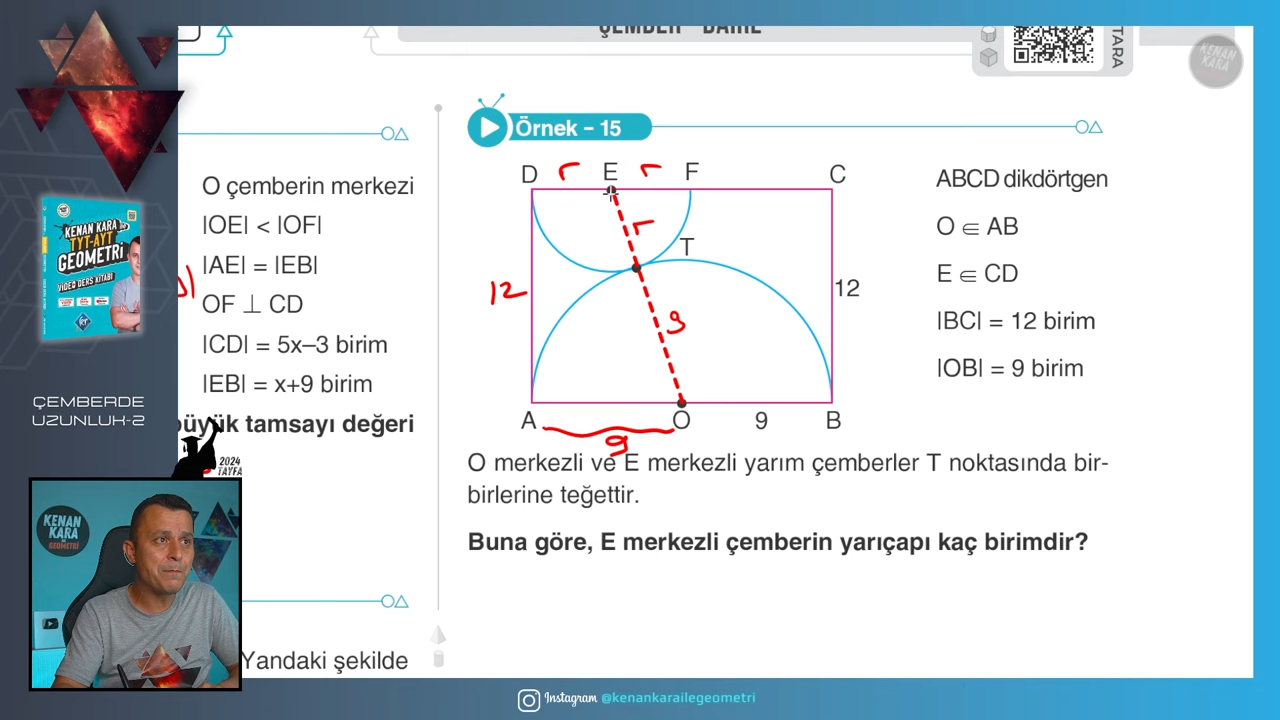 ÇEMBER - DAİRE
TARA
KENAN KARA
Örnek - 15
O çemberin merkezi
|OE| < |OF|
|AE| = |EB|
OF ⊥ CD
|CD| = 5x–3 birim
|EB| = x+9 birim
büyük tamsayı değeri
D r E r F C
r
T
12
12
9
A O 9 B
9
ABCD dikdörtgen
O ∈ AB
E ∈ CD
|BC| = 12 birim
|OB| = 9 birim
O merkezli ve E merkezli yarım çemberler T noktasında bir-
birlerine teğettir.
Buna göre, E merkezli çemberin yarıçapı kaç birimdir?
KENAN KARA
TYT-AYT
GEOMETRİ
VİDEO DERS KİTABI
ÇEMBERDE
UZUNLUK-2
2024
TAYFA
KENAN
KARA
GEOMETRİ
Yandaki şekilde
Instagram @kenankarailegeometri